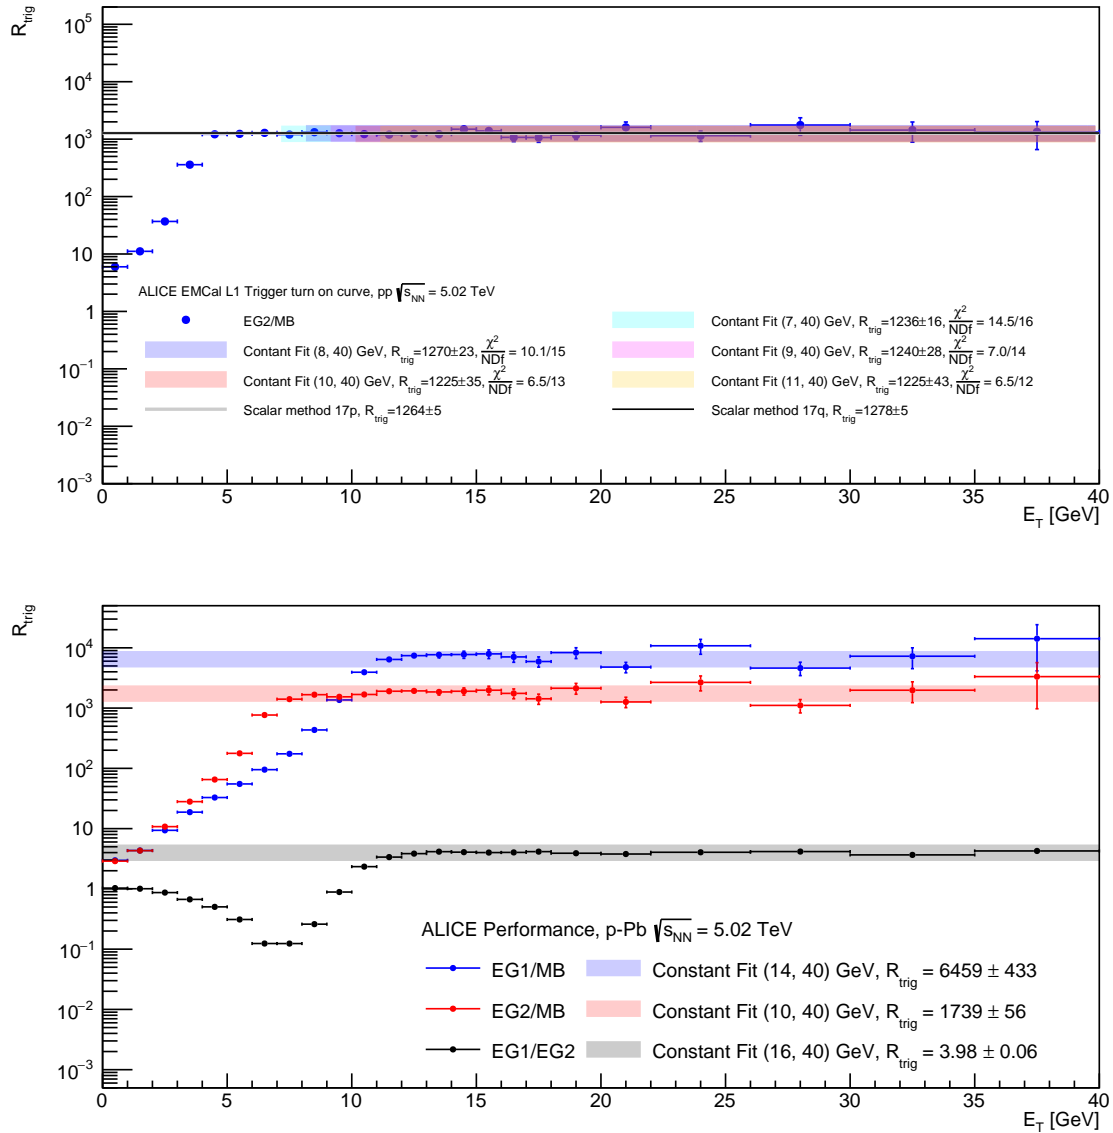 R_trig
10^5
10^4
10^3
10^2
10
1
10^−1
10^−2
10^−3
ALICE EMCal L1 Trigger turn on curve, pp √s_NN = 5.02 TeV
EG2/MB
Contant Fit (7, 40) GeV, R_trig=1236±16, χ^2/NDf = 14.5/16
Contant Fit (8, 40) GeV, R_trig=1270±23, χ^2/NDf = 10.1/15
Contant Fit (9, 40) GeV, R_trig=1240±28, χ^2/NDf = 7.0/14
Contant Fit (10, 40) GeV, R_trig=1225±35, χ^2/NDf = 6.5/13
Contant Fit (11, 40) GeV, R_trig=1225±43, χ^2/NDf = 6.5/12
Scalar method 17p, R_trig=1264±5
Scalar method 17q, R_trig=1278±5
0 5 10 15 20 25 30 35 40
E_T [GeV]
R_trig
10^4
10^3
10^2
10
1
10^−1
10^−2
10^−3
ALICE Performance, p-Pb √s_NN = 5.02 TeV
EG1/MB Constant Fit (14, 40) GeV, R_trig = 6459 ± 433
EG2/MB Constant Fit (10, 40) GeV, R_trig = 1739 ± 56
EG1/EG2 Constant Fit (16, 40) GeV, R_trig = 3.98 ± 0.06
0 5 10 15 20 25 30 35 40
E_T [GeV]